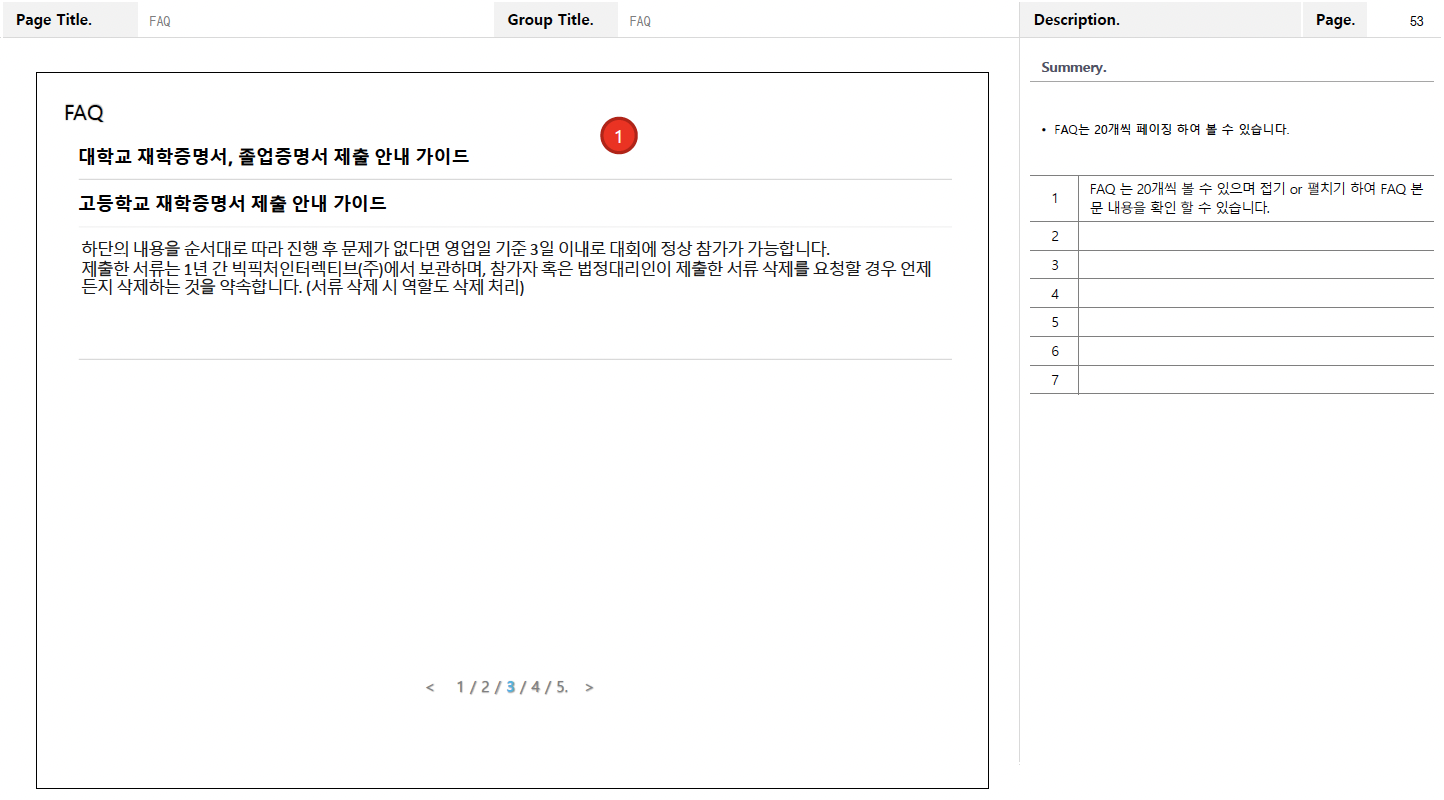 Page Title. FAQ Group Title. FAQ Description. Page. 53
FAQ
1
대학교 재학증명서, 졸업증명서 제출 안내 가이드
고등학교 재학증명서 제출 안내 가이드
하단의 내용을 순서대로 따라 진행 후 문제가 없다면 영업일 기준 3일 이내로 대회에 정상 참가가 가능합니다.
제출한 서류는 1년 간 빅픽처인터렉티브(주)에서 보관하며, 참가자 혹은 법정대리인이 제출한 서류 삭제를 요청할 경우 언제
든지 삭제하는 것을 약속합니다. (서류 삭제 시 역할도 삭제 처리)
< 1 / 2 / 3 / 4 / 5. >
Summery.
• FAQ는 20개씩 페이징 하여 볼 수 있습니다.
1 FAQ 는 20개씩 볼 수 있으며 접기 or 펼치기 하여 FAQ 본
문 내용을 확인 할 수 있습니다.
2
3
4
5
6
7